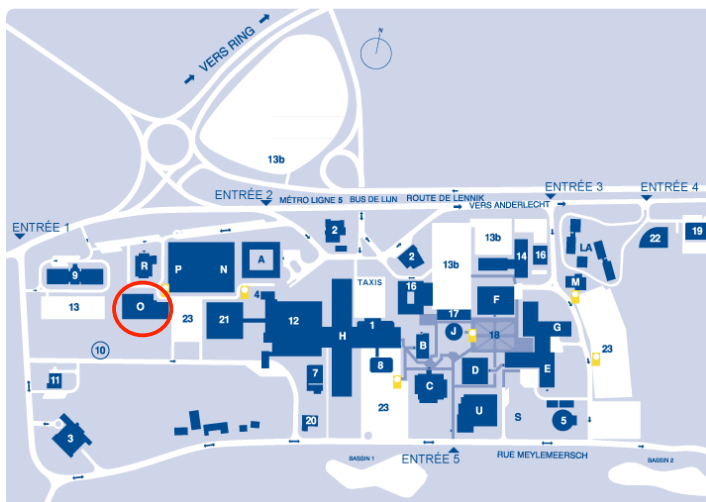 N
VERS RING
13b
ENTRÉE 2
MÉTRO LIGNE 5 BUS DE LIJN ROUTE DE LENNIK
VERS ANDERLECHT
ENTRÉE 3
ENTRÉE 4
ENTRÉE 1
2
13b
22
19
R
P
N
A
2
13b
14
16
LA
9
M
TAXIS
16
4
13
O
23
21
12
H
1
17
F
J
18
G
10
B
8
7
D
E
23
11
C
23
U
S
5
20
3
BASSIN 1
ENTRÉE 5
RUE MEYLEMEERSCH
BASSIN 2